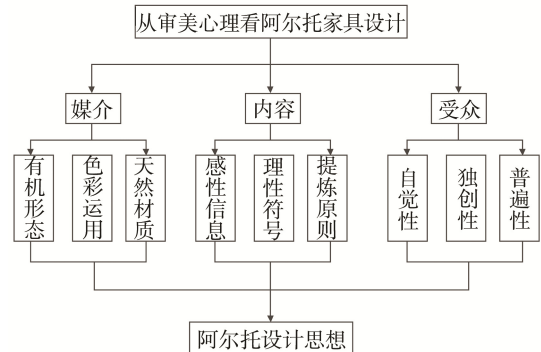 从审美心理看阿尔托家具设计
媒介
内容
受众
有机形态
色彩运用
天然材质
感性信息
理性符号
提炼原则
自觉性
独创性
普遍性
阿尔托设计思想